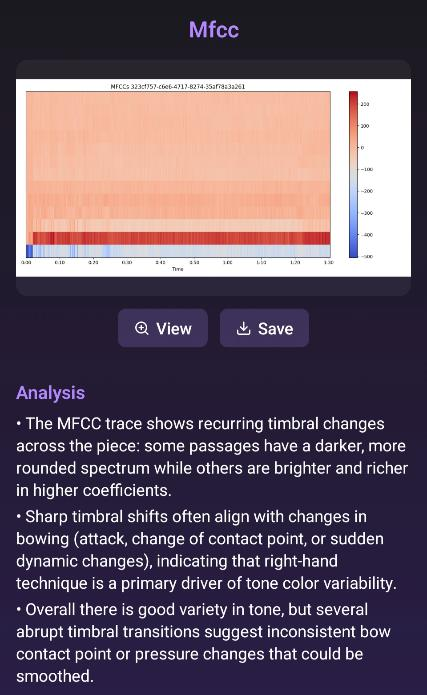 Mfcc
MFCCs 323cf757-c6e6-4717-8274-35af78a3a261
200
100
0
-100
-200
-300
-400
-500
0:00 0:10 0:20 0:30 0:40 0:50 1:00 1:10 1:20 1:30
Time
View Save
Analysis
• The MFCC trace shows recurring timbral changes
across the piece: some passages have a darker, more
rounded spectrum while others are brighter and richer
in higher coefficients.
• Sharp timbral shifts often align with changes in
bowing (attack, change of contact point, or sudden
dynamic changes), indicating that right-hand
technique is a primary driver of tone color variability.
• Overall there is good variety in tone, but several
abrupt timbral transitions suggest inconsistent bow
contact point or pressure changes that could be
smoothed.